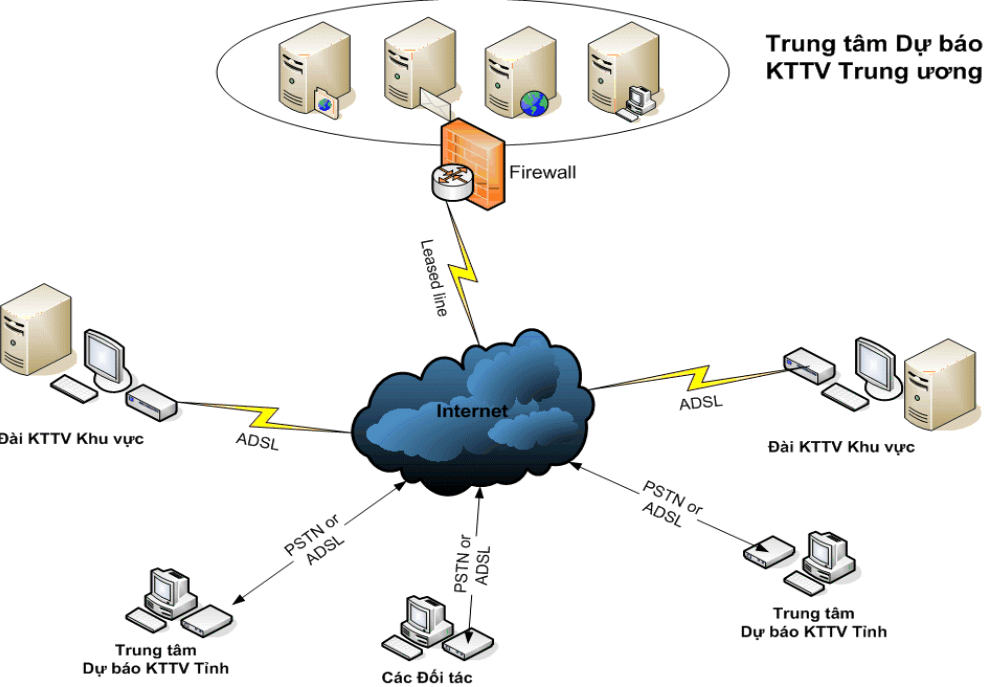 Trung tâm Dự báo
KTTV Trung ương
Firewall
Leased line
Internet
ADSL
Đài KTTV Khu vực
ADSL
Đài KTTV Khu vực
PSTN or
ADSL
PSTN or
ADSL
PSTN or
ADSL
Trung tâm
Dự báo KTTV Tỉnh
Các Đối tác
Trung tâm
Dự báo KTTV Tỉnh